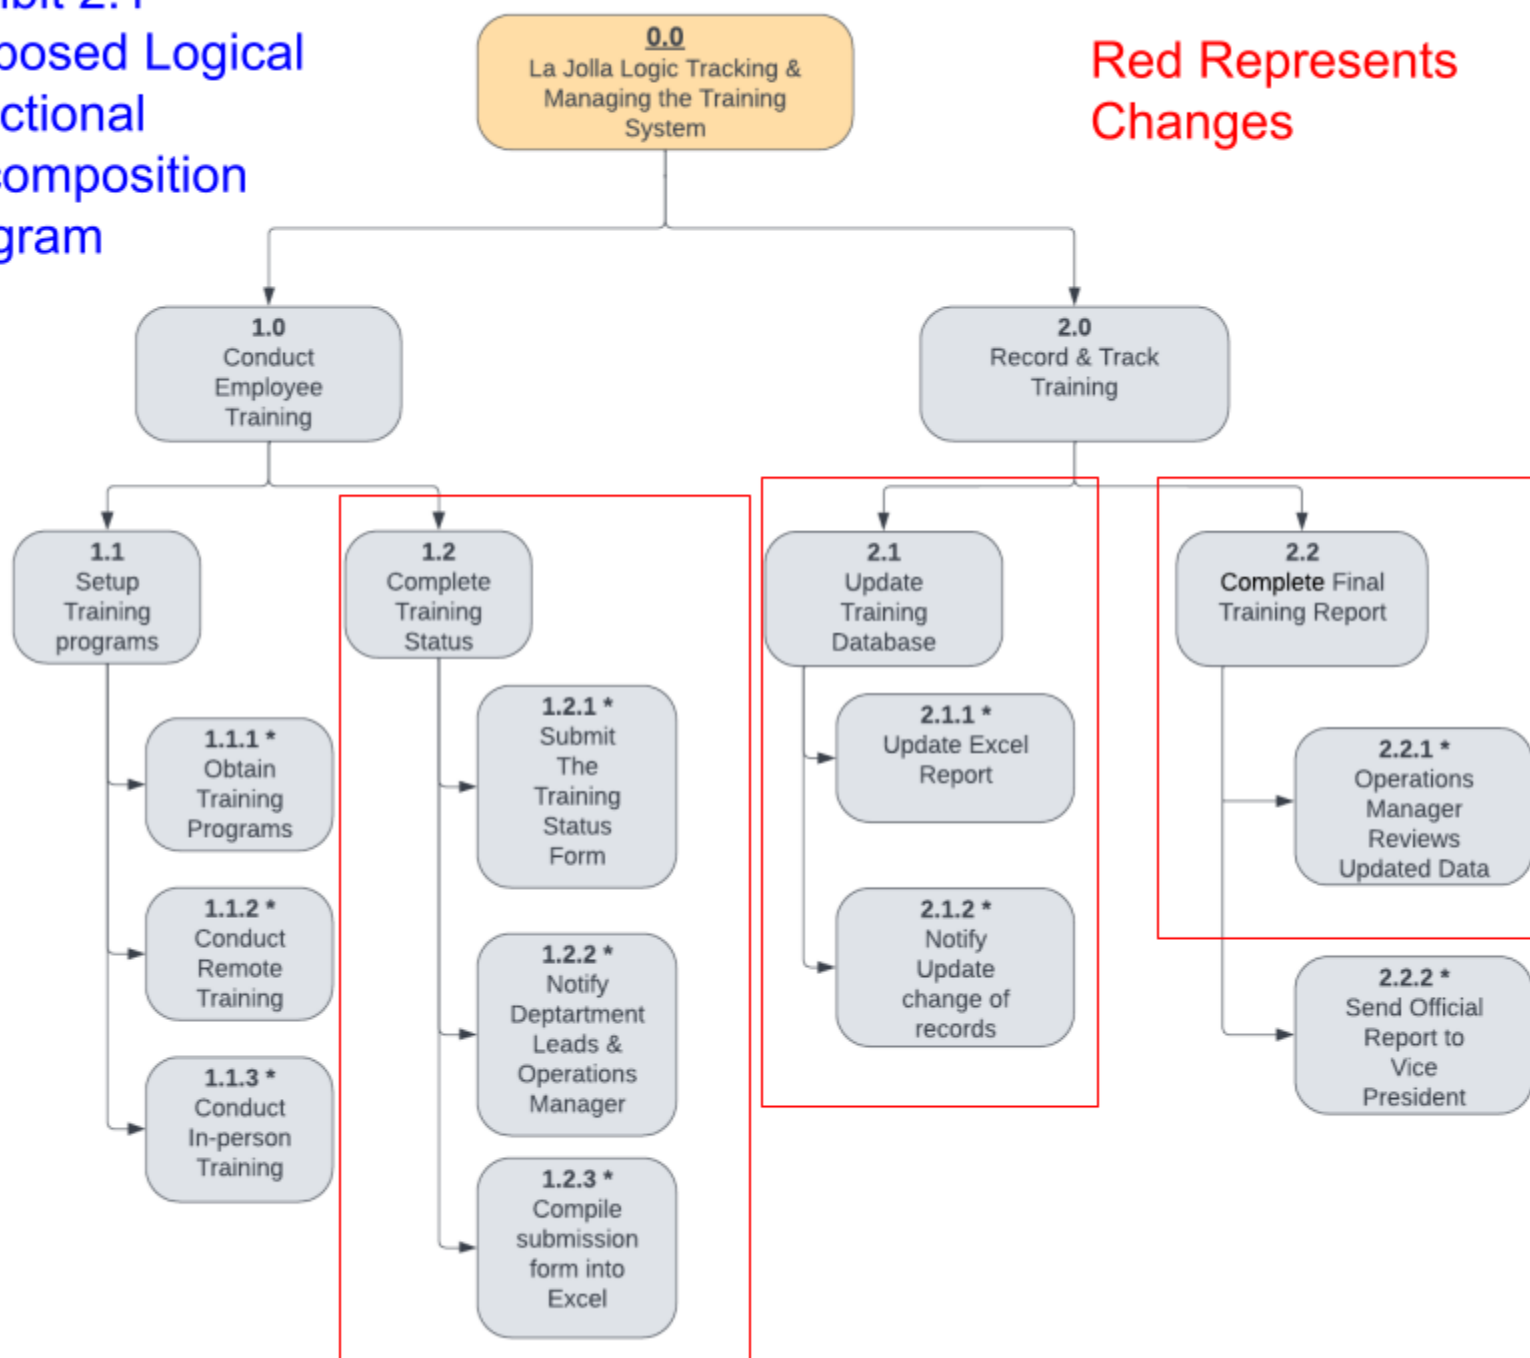 posed Logical
ctional
composition
gram
Red Represents
Changes
0.0
La Jolla Logic Tracking &
Managing the Training
System
1.0
Conduct
Employee
Training
2.0
Record & Track
Training
1.1
Setup
Training
programs
1.1.1 *
Obtain
Training
Programs
1.1.2 *
Conduct
Remote
Training
1.1.3 *
Conduct
In-person
Training
1.2
Complete
Training
Status
1.2.1 *
Submit
The
Training
Status
Form
1.2.2 *
Notify
Deptartment
Leads &
Operations
Manager
1.2.3 *
Compile
submission
form into
Excel
2.1
Update
Training
Database
2.1.1 *
Update Excel
Report
2.1.2 *
Notify
Update
change of
records
2.2
Complete Final
Training Report
2.2.1 *
Operations
Manager
Reviews
Updated Data
2.2.2 *
Send Official
Report to
Vice
President